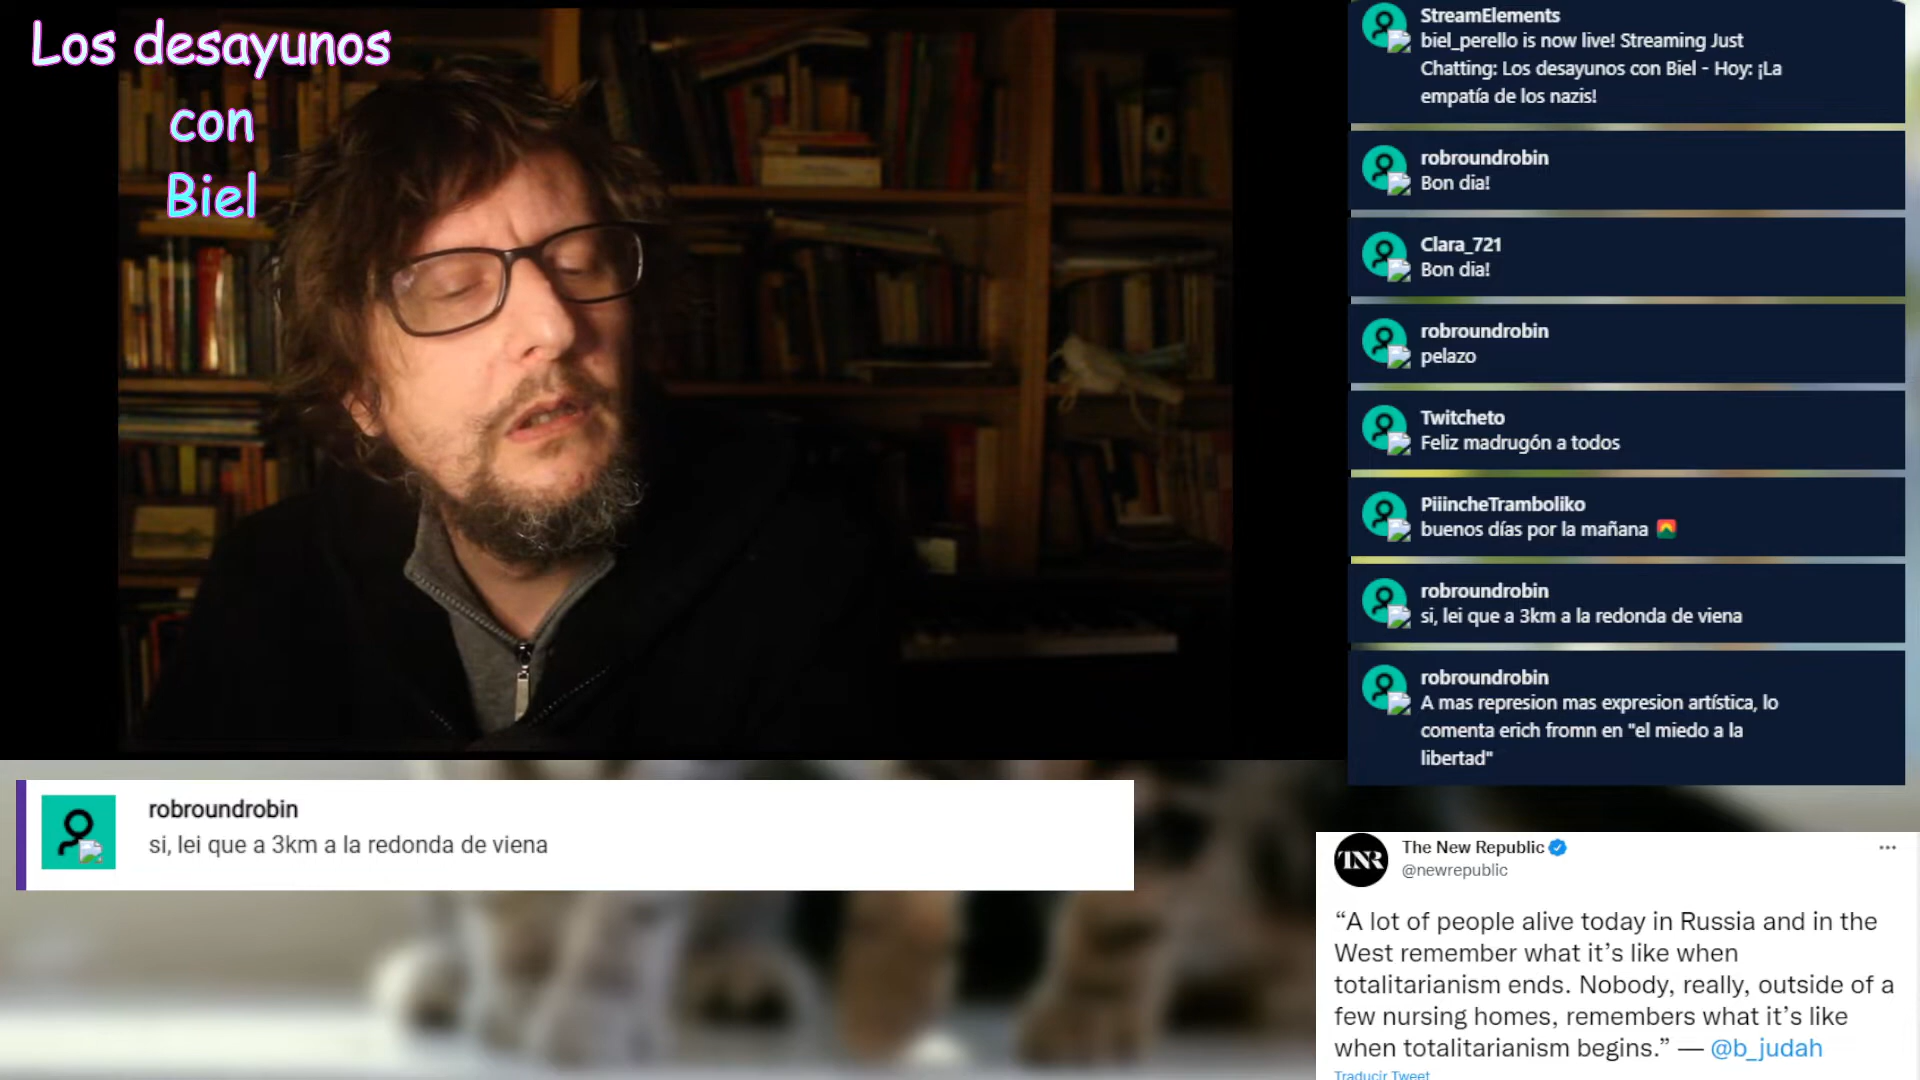 Los desayunos
con
Biel
StreamElements
biel_perello is now live! Streaming Just
Chatting: Los desayunos con Biel - Hoy: ¡La
empatía de los nazis!
robroundrobin
Bon dia!
Clara_721
Bon dia!
robroundrobin
pelazo
Twitcheto
Feliz madrugón a todos
PiiincheTramboliko
buenos días por la mañana
robroundrobin
si, lei que a 3km a la redonda de viena
robroundrobin
A mas represion mas expresion artística, lo
comenta erich fromn en "el miedo a la
libertad"
robroundrobin
si, lei que a 3km a la redonda de viena
TNR
The New Republic
@newrepublic
“A lot of people alive today in Russia and in the
West remember what it’s like when
totalitarianism ends. Nobody, really, outside of a
few nursing homes, remembers what it’s like
when totalitarianism begins.” — @b_judah
Traducir Tweet